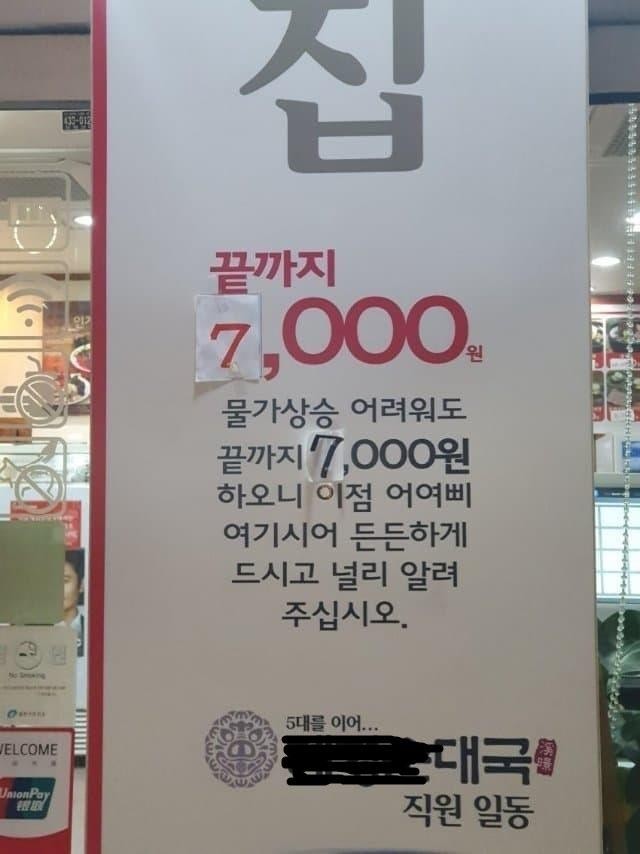 집
끝까지
7,000원
물가상승 어려워도
끝까지 7,000원
하오니 이점 어여삐
여기시어 든든하게
드시고 널리 알려
주십시오.
5대를 이어...
대국
직원 일동
No Smoking
WELCOME
UnionPay
银联